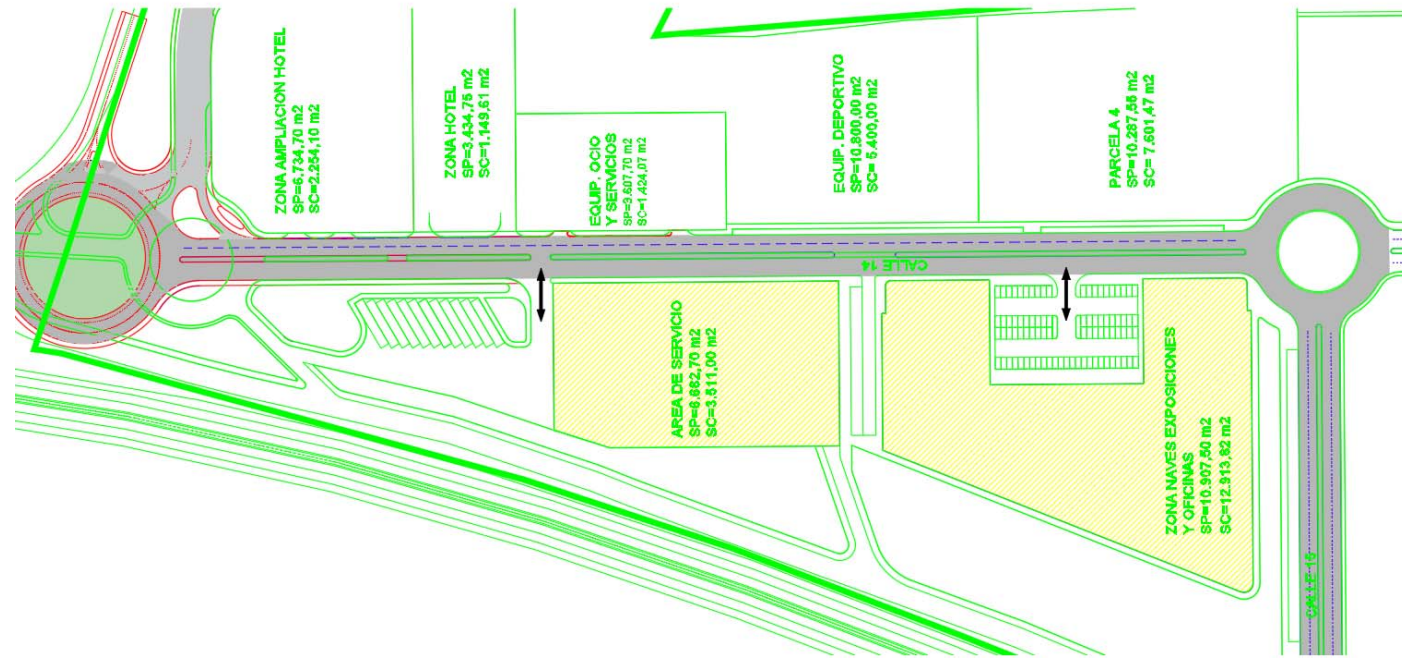 ZONA AMPLIACION HOTEL
SP=6.734,70 m2
SC=2.254,10 m2
ZONA HOTEL
SP=3.434,75 m2
SC=1.149,61 m2
EQUIP. OCIO
Y SERVICIOS
SP=3.607,70 m2
SC=1.424,07 m2
EQUIP. DEPORTIVO
SP=10.800,00 m2
SC= 5.400,00 m2
PARCELA 4
SP=10.287,55 m2
SC= 7.601,47 m2
CALLE 14
AREA DE SERVICIO
SP=6.662,70 m2
SC=3.511,00 m2
ZONA NAVES EXPOSICIONES
Y OFICINAS
SP=10.907,50 m2
SC=12.913,82 m2
CALLE 15